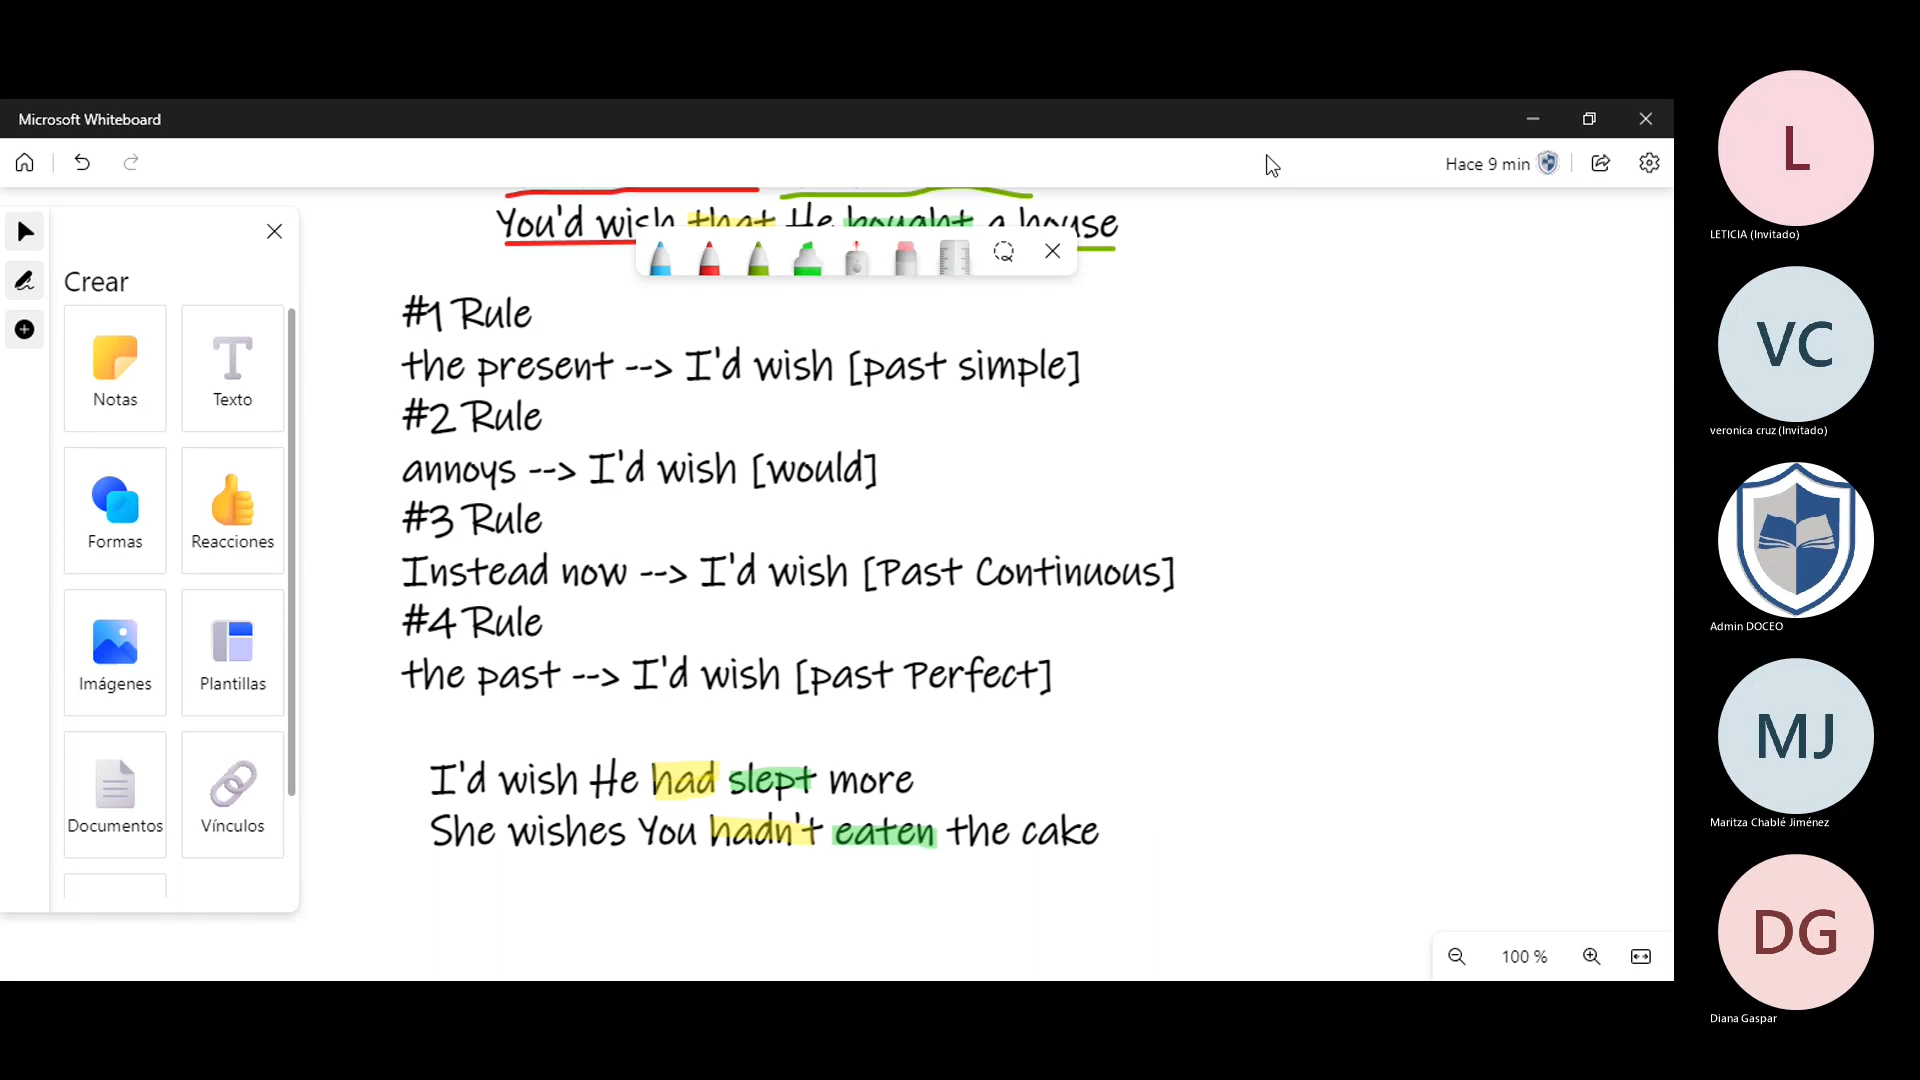 Microsoft Whiteboard
Hace 9 min
You'd wish that He bought a house
Crear
Notas
Texto
Formas
Reacciones
Imágenes
Plantillas
Documentos
Vínculos
#1 Rule
the present --> I'd wish [past simple]
#2 Rule
annoys --> I'd wish [would]
#3 Rule
Instead now --> I'd wish [Past Continuous]
#4 Rule
the past --> I'd wish [past Perfect]
I'd wish He had slept more
She wishes You hadn't eaten the cake
100 %
L
LETICIA (Invitado)
VC
veronica cruz (Invitado)
Admin DOCEO
MJ
Maritza Chablé Jiménez
DG
Diana Gaspar